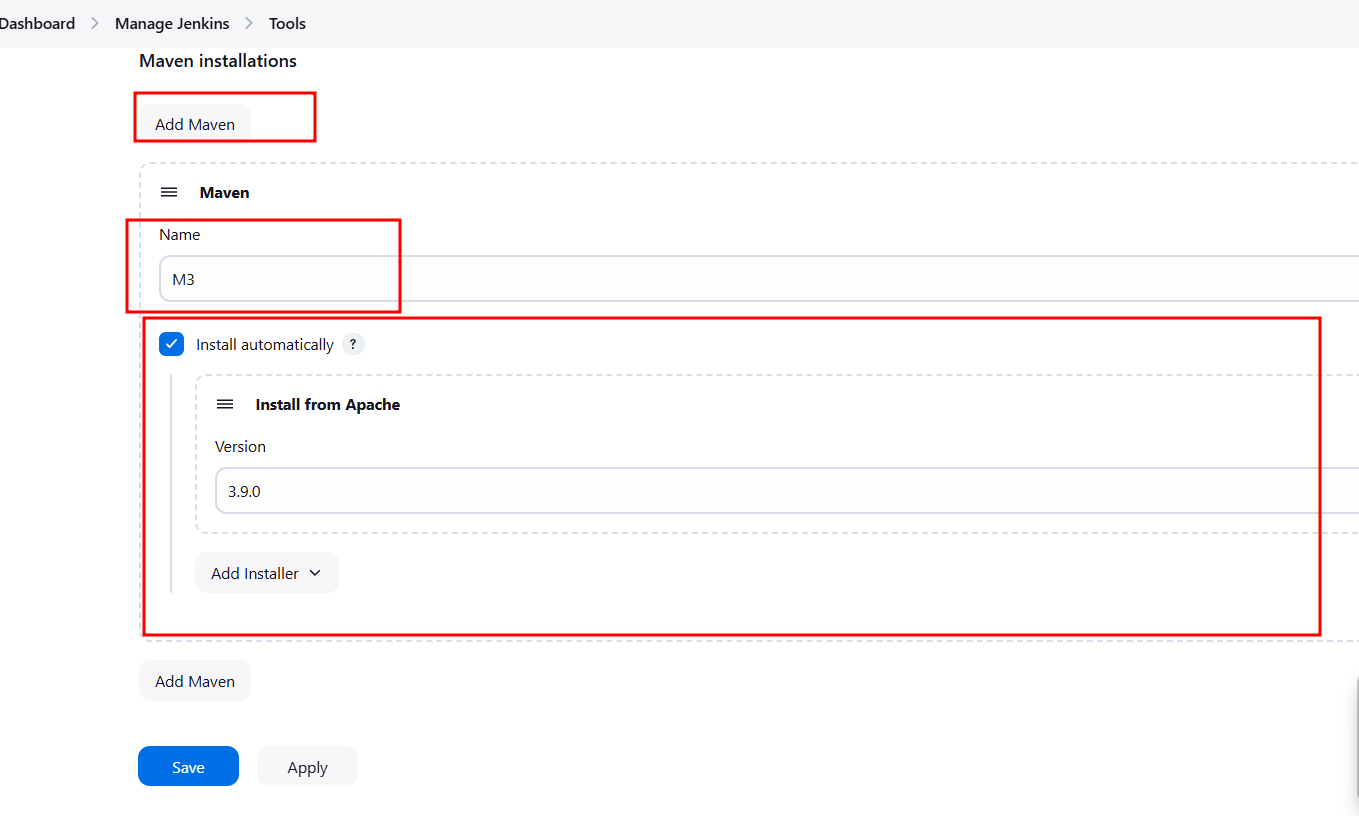 Dashboard > Manage Jenkins > Tools
Maven installations
Add Maven
Maven
Name
M3
Install automatically ?
Install from Apache
Version
3.9.0
Add Installer
Add Maven
Save Apply